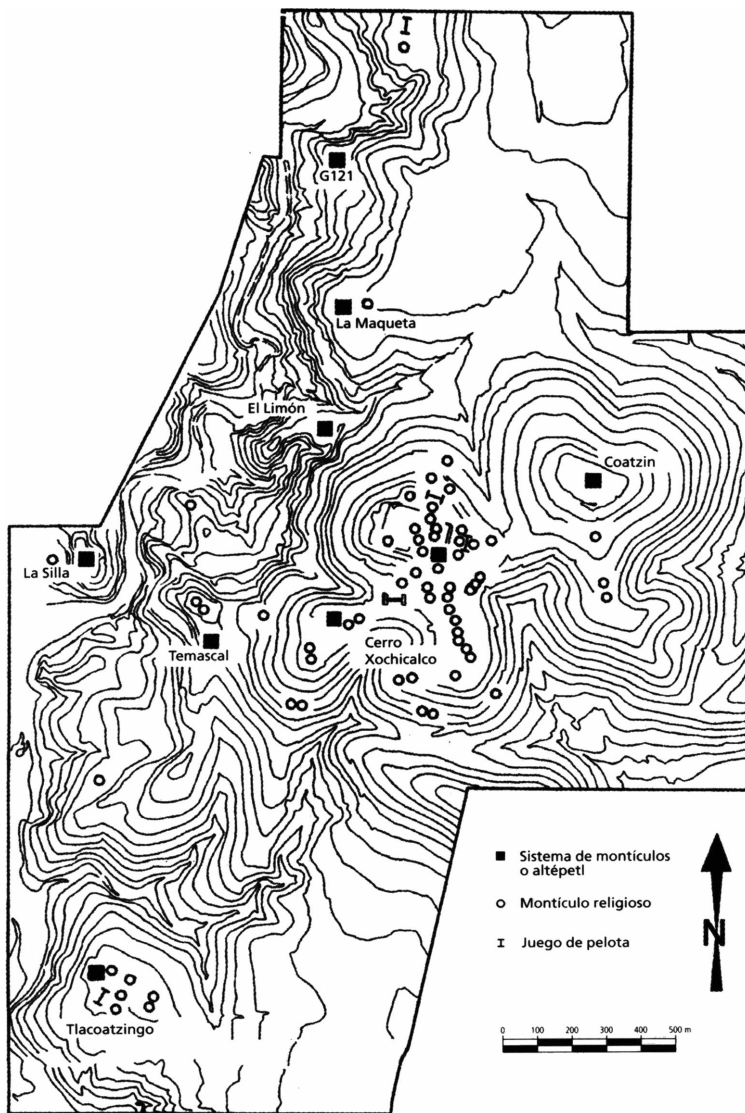 G121
La Maqueta
El Limón
Coatzin
La Silla
Temascal
Cerro
Xochicalco
Sistema de montículos
o altépetl
Montículo religioso
Juego de pelota
N
0 100 200 300 400 500 m
Tlacoatzingo